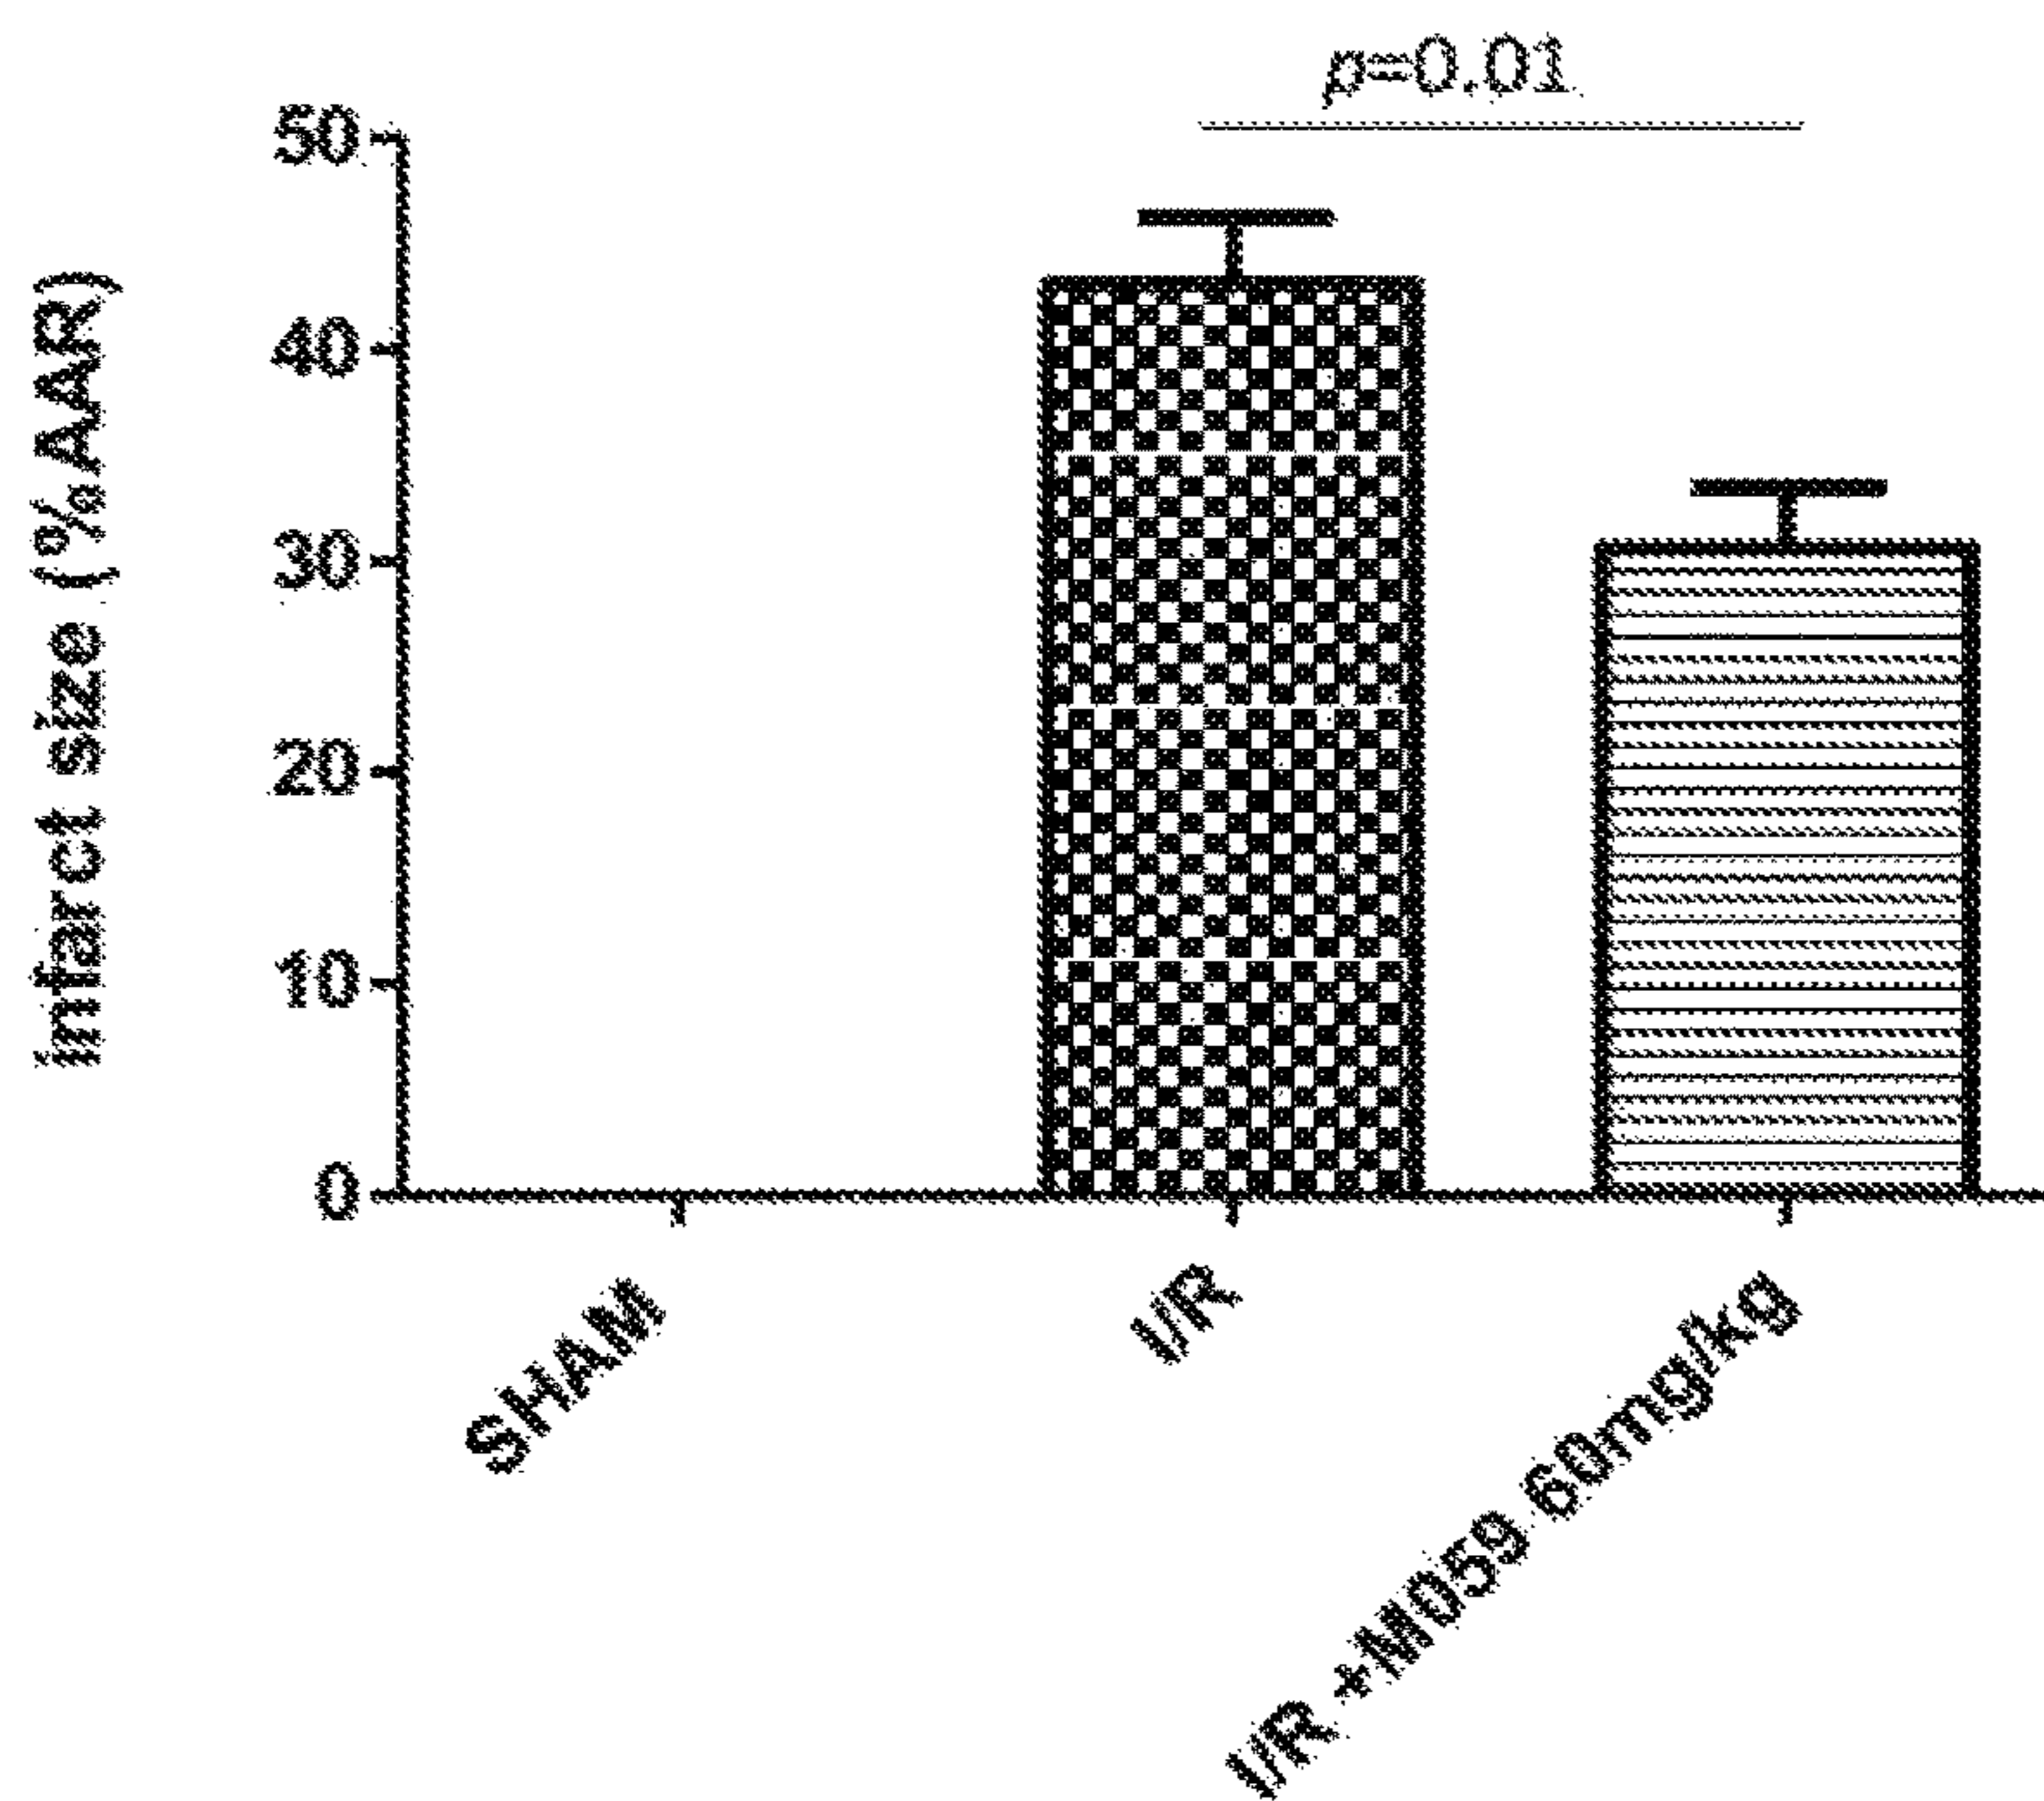 p=0.01
infarct size (%AAR)
50
40
30
20
10
0
SHAM
I/R
I/R +M059 60mg/kg